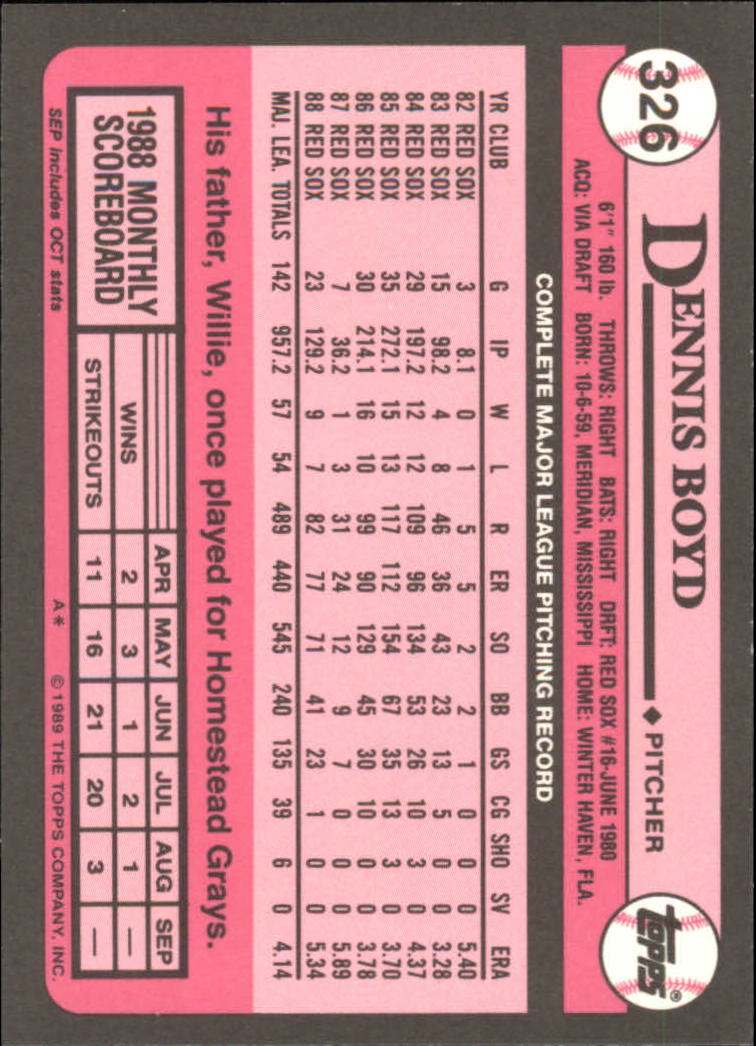 326
DENNIS BOYD ◆ PITCHER
topps®
6'1" 160 lb. THROWS: RIGHT BATS: RIGHT DRFT: RED SOX #16-JUNE 1980
ACQ: VIA DRAFT BORN: 10-6-59, MERIDIAN, MISSISSIPPI HOME: WINTER HAVEN, FLA.
COMPLETE MAJOR LEAGUE PITCHING RECORD
YR CLUB G IP W L R ER SO BB GS CG SHO SV ERA
82 RED SOX 3 8.1 0 1 5 5 2 2 1 0 0 0 5.40
83 RED SOX 15 98.2 4 8 46 36 43 23 13 5 0 0 3.28
84 RED SOX 29 197.2 12 12 109 96 134 53 26 10 3 0 4.37
85 RED SOX 35 272.1 15 13 117 112 154 67 35 13 3 0 3.70
86 RED SOX 30 214.1 16 10 99 90 129 45 30 10 0 0 3.78
87 RED SOX 7 36.2 1 3 31 24 12 9 7 0 0 0 5.89
88 RED SOX 23 129.2 9 7 82 77 71 41 23 1 0 0 5.34
MAJ. LEA. TOTALS 142 957.2 57 54 489 440 545 240 135 39 6 0 4.14
His father, Willie, once played for Homestead Grays.
1988 MONTHLY
SCOREBOARD
APR MAY JUN JUL AUG SEP
WINS 2 3 1 2 1 —
STRIKEOUTS 11 16 21 20 3 —
SEP includes OCT stats A* © 1989 THE TOPPS COMPANY, INC.